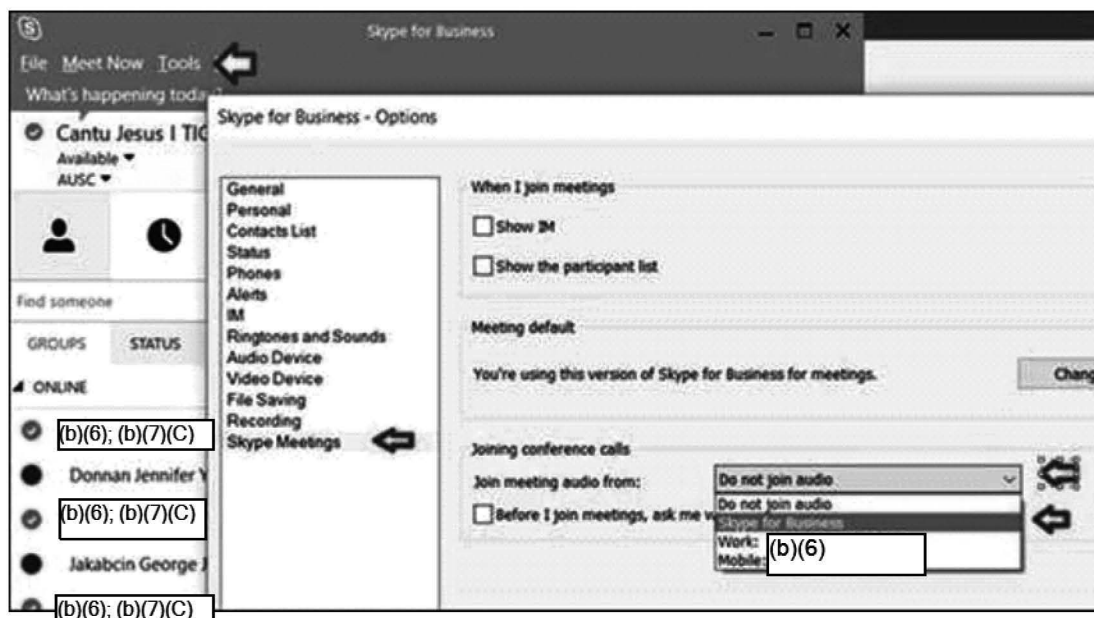 Skype for Business
File Meet Now Tools
What's happening today?
Skype for Business - Options
Cantu Jesus I TIG
Available
AUSC
Find someone
GROUPS STATUS
ONLINE
(b)(6); (b)(7)(C)
Donnan Jennifer Y
(b)(6); (b)(7)(C)
Jakabcin George J
(b)(6); (b)(7)(C)
General
Personal
Contacts List
Status
Phones
Alerts
IM
Ringtones and Sounds
Audio Device
Video Device
File Saving
Recording
Skype Meetings
When I join meetings
Show IM
Show the participant list
Meeting default
You're using this version of Skype for Business for meetings.
Chang
Joining conference calls
Join meeting audio from:
Do not join audio
Before I join meetings, ask me w
Do not join audio
Skype for Business
Work:
Mobile:
(b)(6)